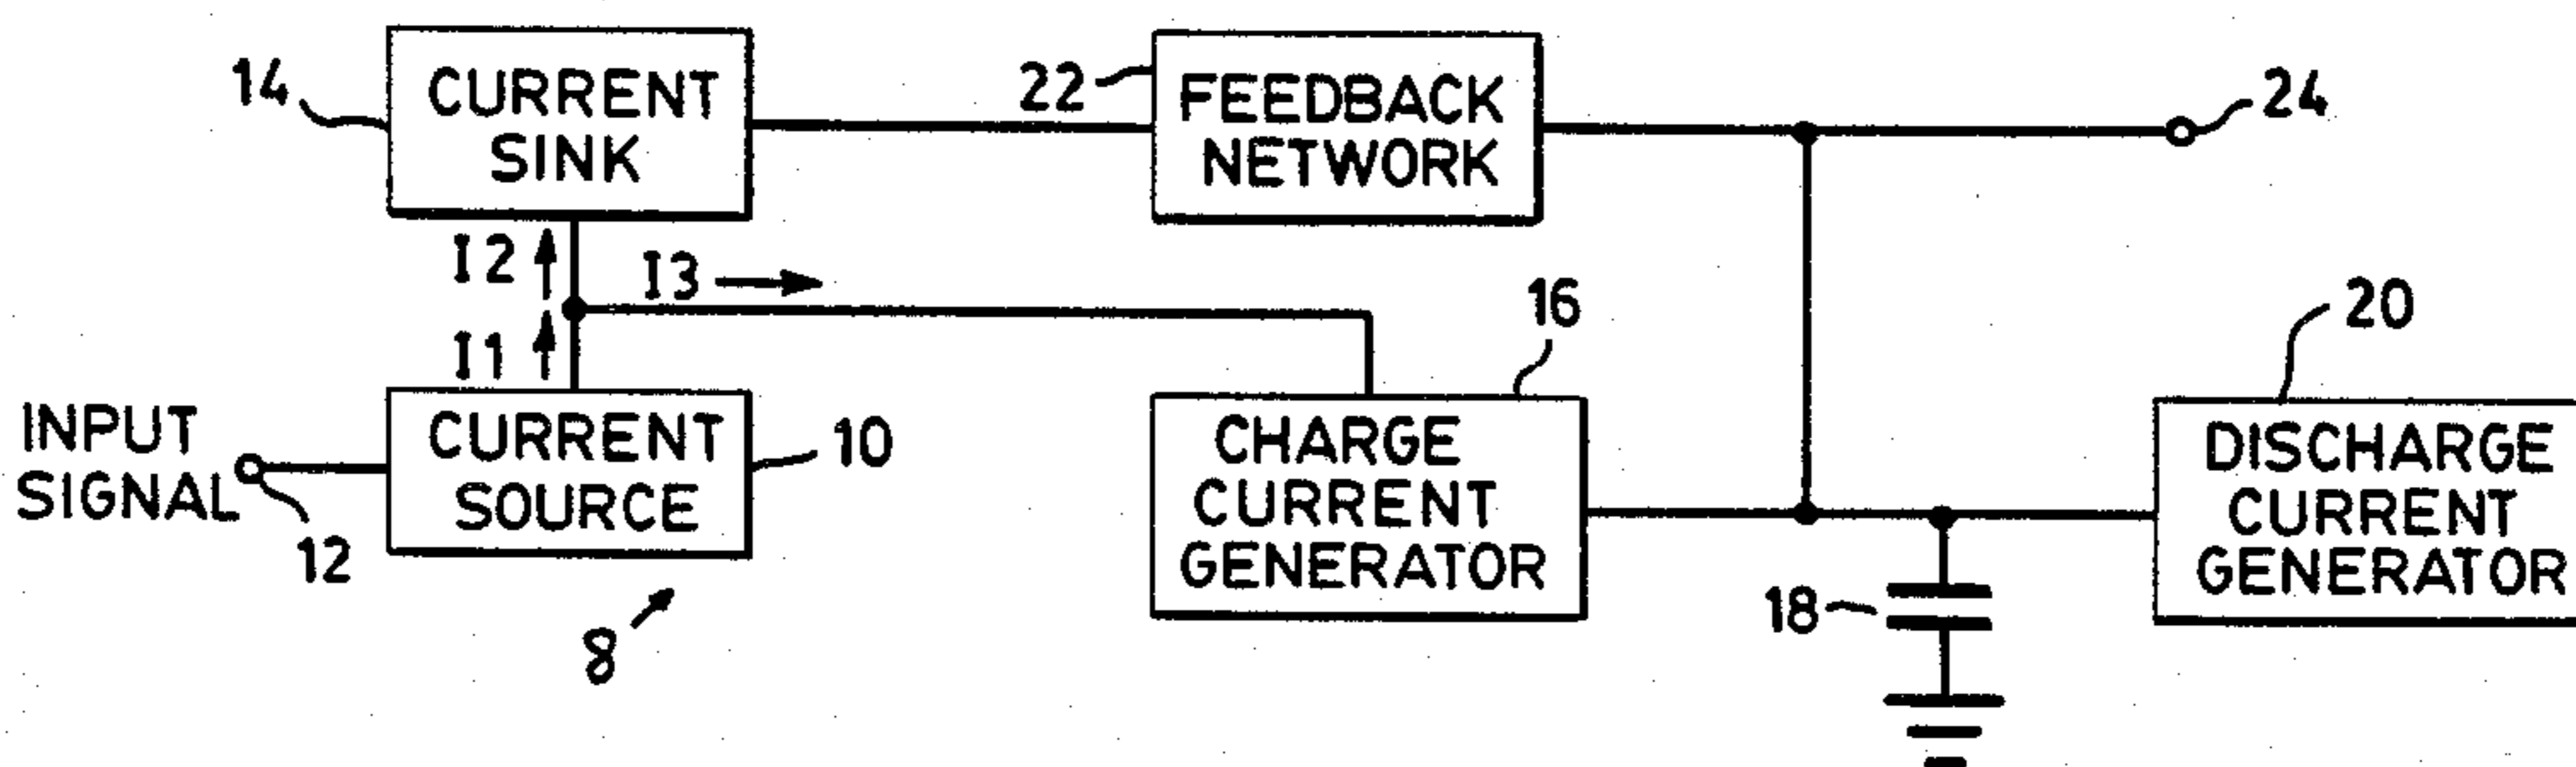 14
CURRENT
SINK
22
FEEDBACK
NETWORK
24
I2
I3
I1
16
20
INPUT
SIGNAL
12
CURRENT
SOURCE
10
CHARGE
CURRENT
GENERATOR
DISCHARGE
CURRENT
GENERATOR
18
8